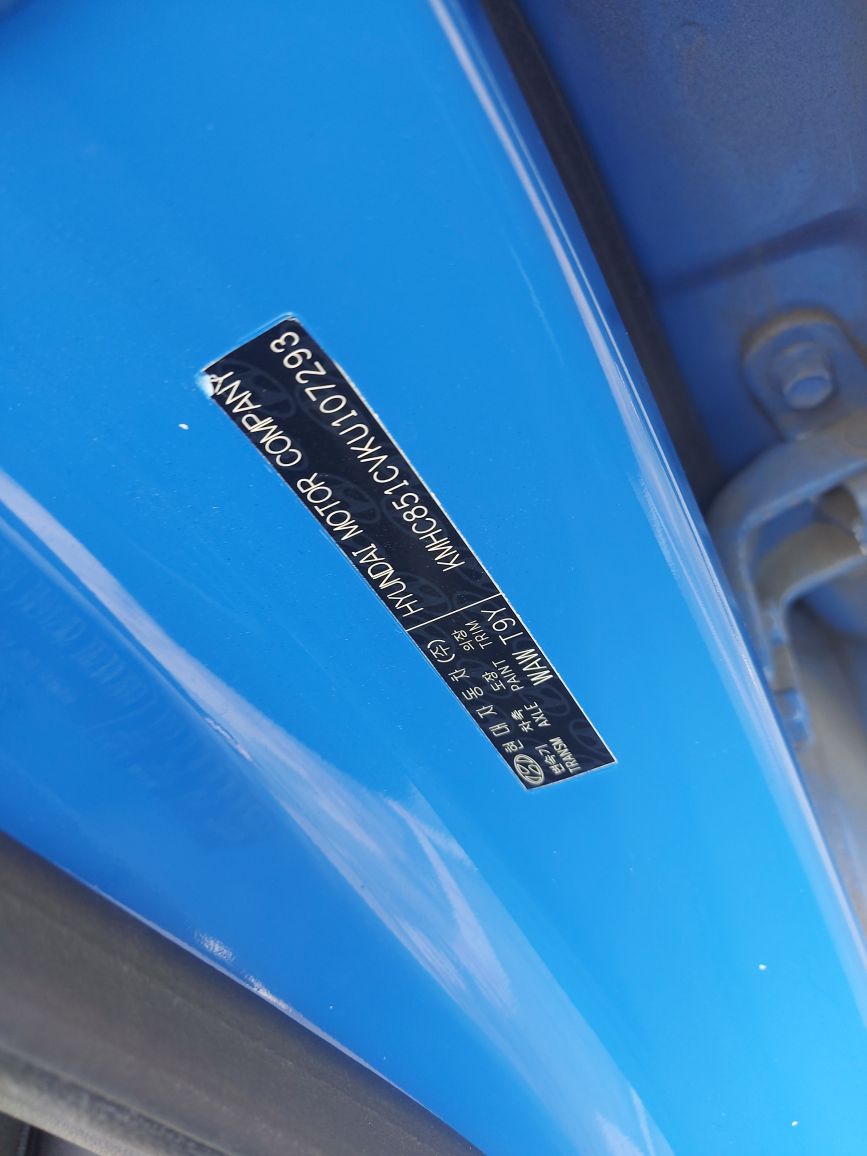 현대자동차(주) HYUNDAI MOTOR COMPANY
변속기 차축 도장 외장
TRANSM AXLE PAINT TRIM
WAW T9Y
KMHC851CVKU107293